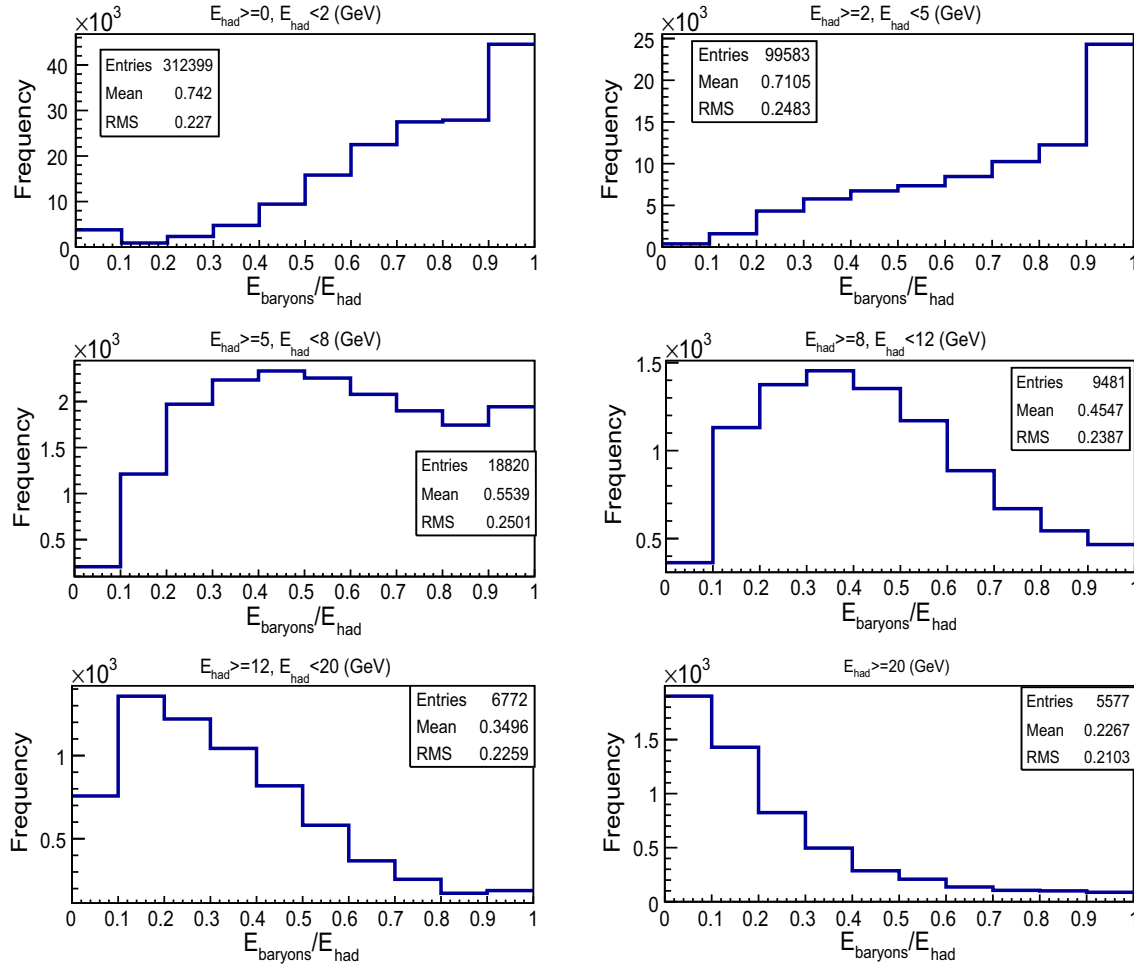 E_had>=0, E_had<2 (GeV)
×10³
Entries 312399
Mean 0.742
RMS 0.227
Frequency
40
30
20
10
0
0 0.1 0.2 0.3 0.4 0.5 0.6 0.7 0.8 0.9 1
E_baryons/E_had
E_had>=2, E_had<5 (GeV)
×10³
Entries 99583
Mean 0.7105
RMS 0.2483
Frequency
25
20
15
10
5
0
0 0.1 0.2 0.3 0.4 0.5 0.6 0.7 0.8 0.9 1
E_baryons/E_had
E_had>=5, E_had<8 (GeV)
×10³
Entries 18820
Mean 0.5539
RMS 0.2501
Frequency
2
1.5
1
0.5
0 0.1 0.2 0.3 0.4 0.5 0.6 0.7 0.8 0.9 1
E_baryons/E_had
E_had>=8, E_had<12 (GeV)
×10³
Entries 9481
Mean 0.4547
RMS 0.2387
Frequency
1.5
1
0.5
0 0.1 0.2 0.3 0.4 0.5 0.6 0.7 0.8 0.9 1
E_baryons/E_had
E_had>=12, E_had<20 (GeV)
×10³
Entries 6772
Mean 0.3496
RMS 0.2259
Frequency
1
0.5
0 0.1 0.2 0.3 0.4 0.5 0.6 0.7 0.8 0.9 1
E_baryons/E_had
E_had>=20 (GeV)
×10³
Entries 5577
Mean 0.2267
RMS 0.2103
Frequency
1.5
1
0.5
0
0 0.1 0.2 0.3 0.4 0.5 0.6 0.7 0.8 0.9 1
E_baryons/E_had